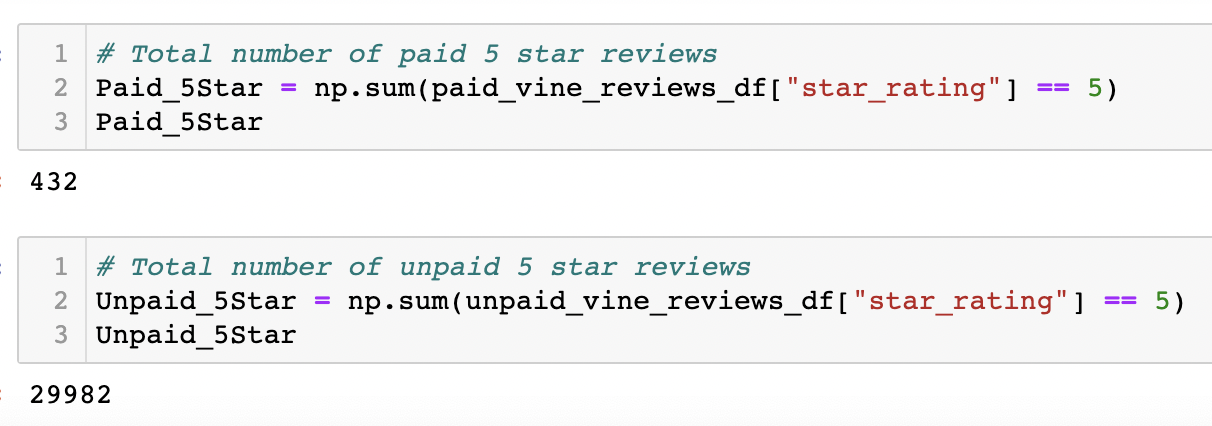 1 # Total number of paid 5 star reviews
2 Paid_5Star = np.sum(paid_vine_reviews_df["star_rating"] == 5)
3 Paid_5Star
432
1 # Total number of unpaid 5 star reviews
2 Unpaid_5Star = np.sum(unpaid_vine_reviews_df["star_rating"] == 5)
3 Unpaid_5Star
29982